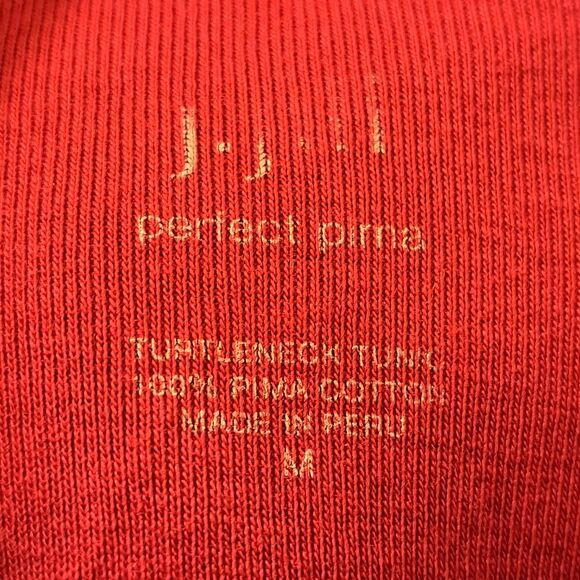 j.jill
perfect pima
TURTLENECK TUNIC
100% PIMA COTTON
MADE IN PERU
M